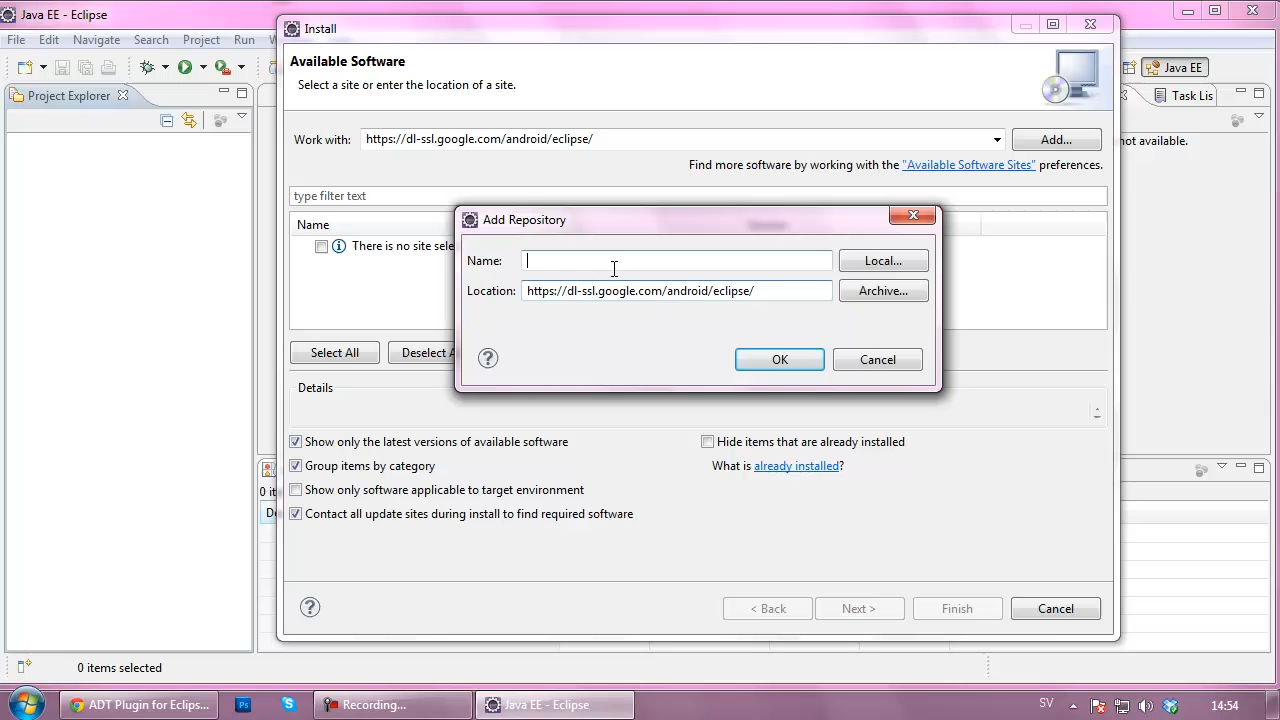 Java EE - Eclipse
File Edit Navigate Search Project Run
Install
Available Software
Select a site or enter the location of a site.
Java EE
Project Explorer
Task Lis
Work with: https://dl-ssl.google.com/android/eclipse/ Add...
not available.
Find more software by working with the "Available Software Sites" preferences.
type filter text
Name
There is no site sele
Add Repository
Name: Local...
Location: https://dl-ssl.google.com/android/eclipse/ Archive...
OK Cancel
Select All Deselect A
Details
Show only the latest versions of available software Hide items that are already installed
Group items by category What is already installed?
Show only software applicable to target environment
Contact all update sites during install to find required software
0 ite
De
< Back Next > Finish Cancel
0 items selected
ADT Plugin for Eclips... Ps Recording... Java EE - Eclipse SV 14:54